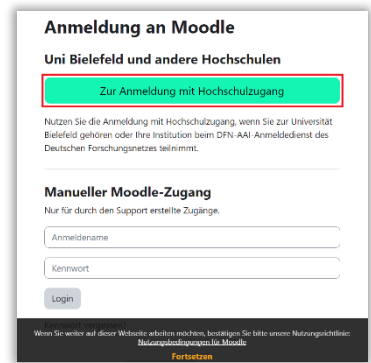 Anmeldung an Moodle
Uni Bielefeld und andere Hochschulen
Zur Anmeldung mit Hochschulzugang
Nutzen Sie die Anmeldung mit Hochschulzugang, wenn Sie zur Universität
Bielefeld gehören oder Ihre Institution beim DFN-AAI-Anmeldedienst des
Deutschen Forschungsnetzes teilnimmt.
Manueller Moodle-Zugang
Nur für durch den Support erstellte Zugänge.
Anmeldename
Kennwort
Login
Kennwort vergessen?
Wenn Sie weiter auf dieser Webseite arbeiten möchten, bestätigen Sie bitte unsere Nutzungsrichtlinie:
Nutzungsbedingungen für Moodle
Fortsetzen